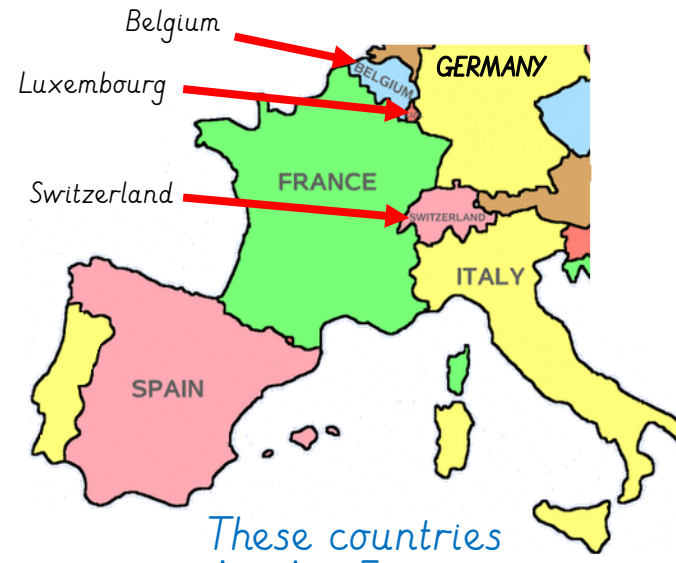 Belgium
BELGIUM
GERMANY
Luxembourg
FRANCE
Switzerland
SWITZERLAND
ITALY
SPAIN
These countries